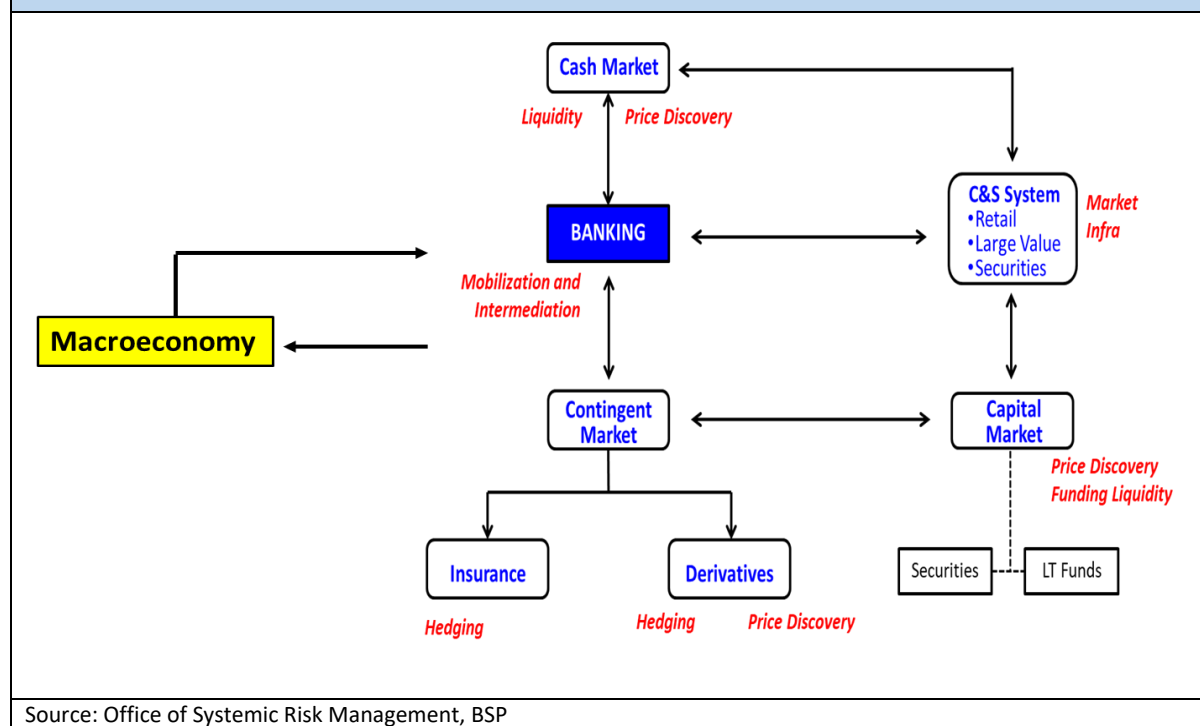 Cash Market
Liquidity
Price Discovery
C&S System
•Retail
•Large Value
•Securities
Market
Infra
BANKING
Mobilization and
Intermediation
Macroeconomy
Contingent
Market
Capital
Market
Price Discovery
Funding Liquidity
Insurance
Derivatives
Securities
LT Funds
Hedging
Hedging
Price Discovery
Source: Office of Systemic Risk Management, BSP